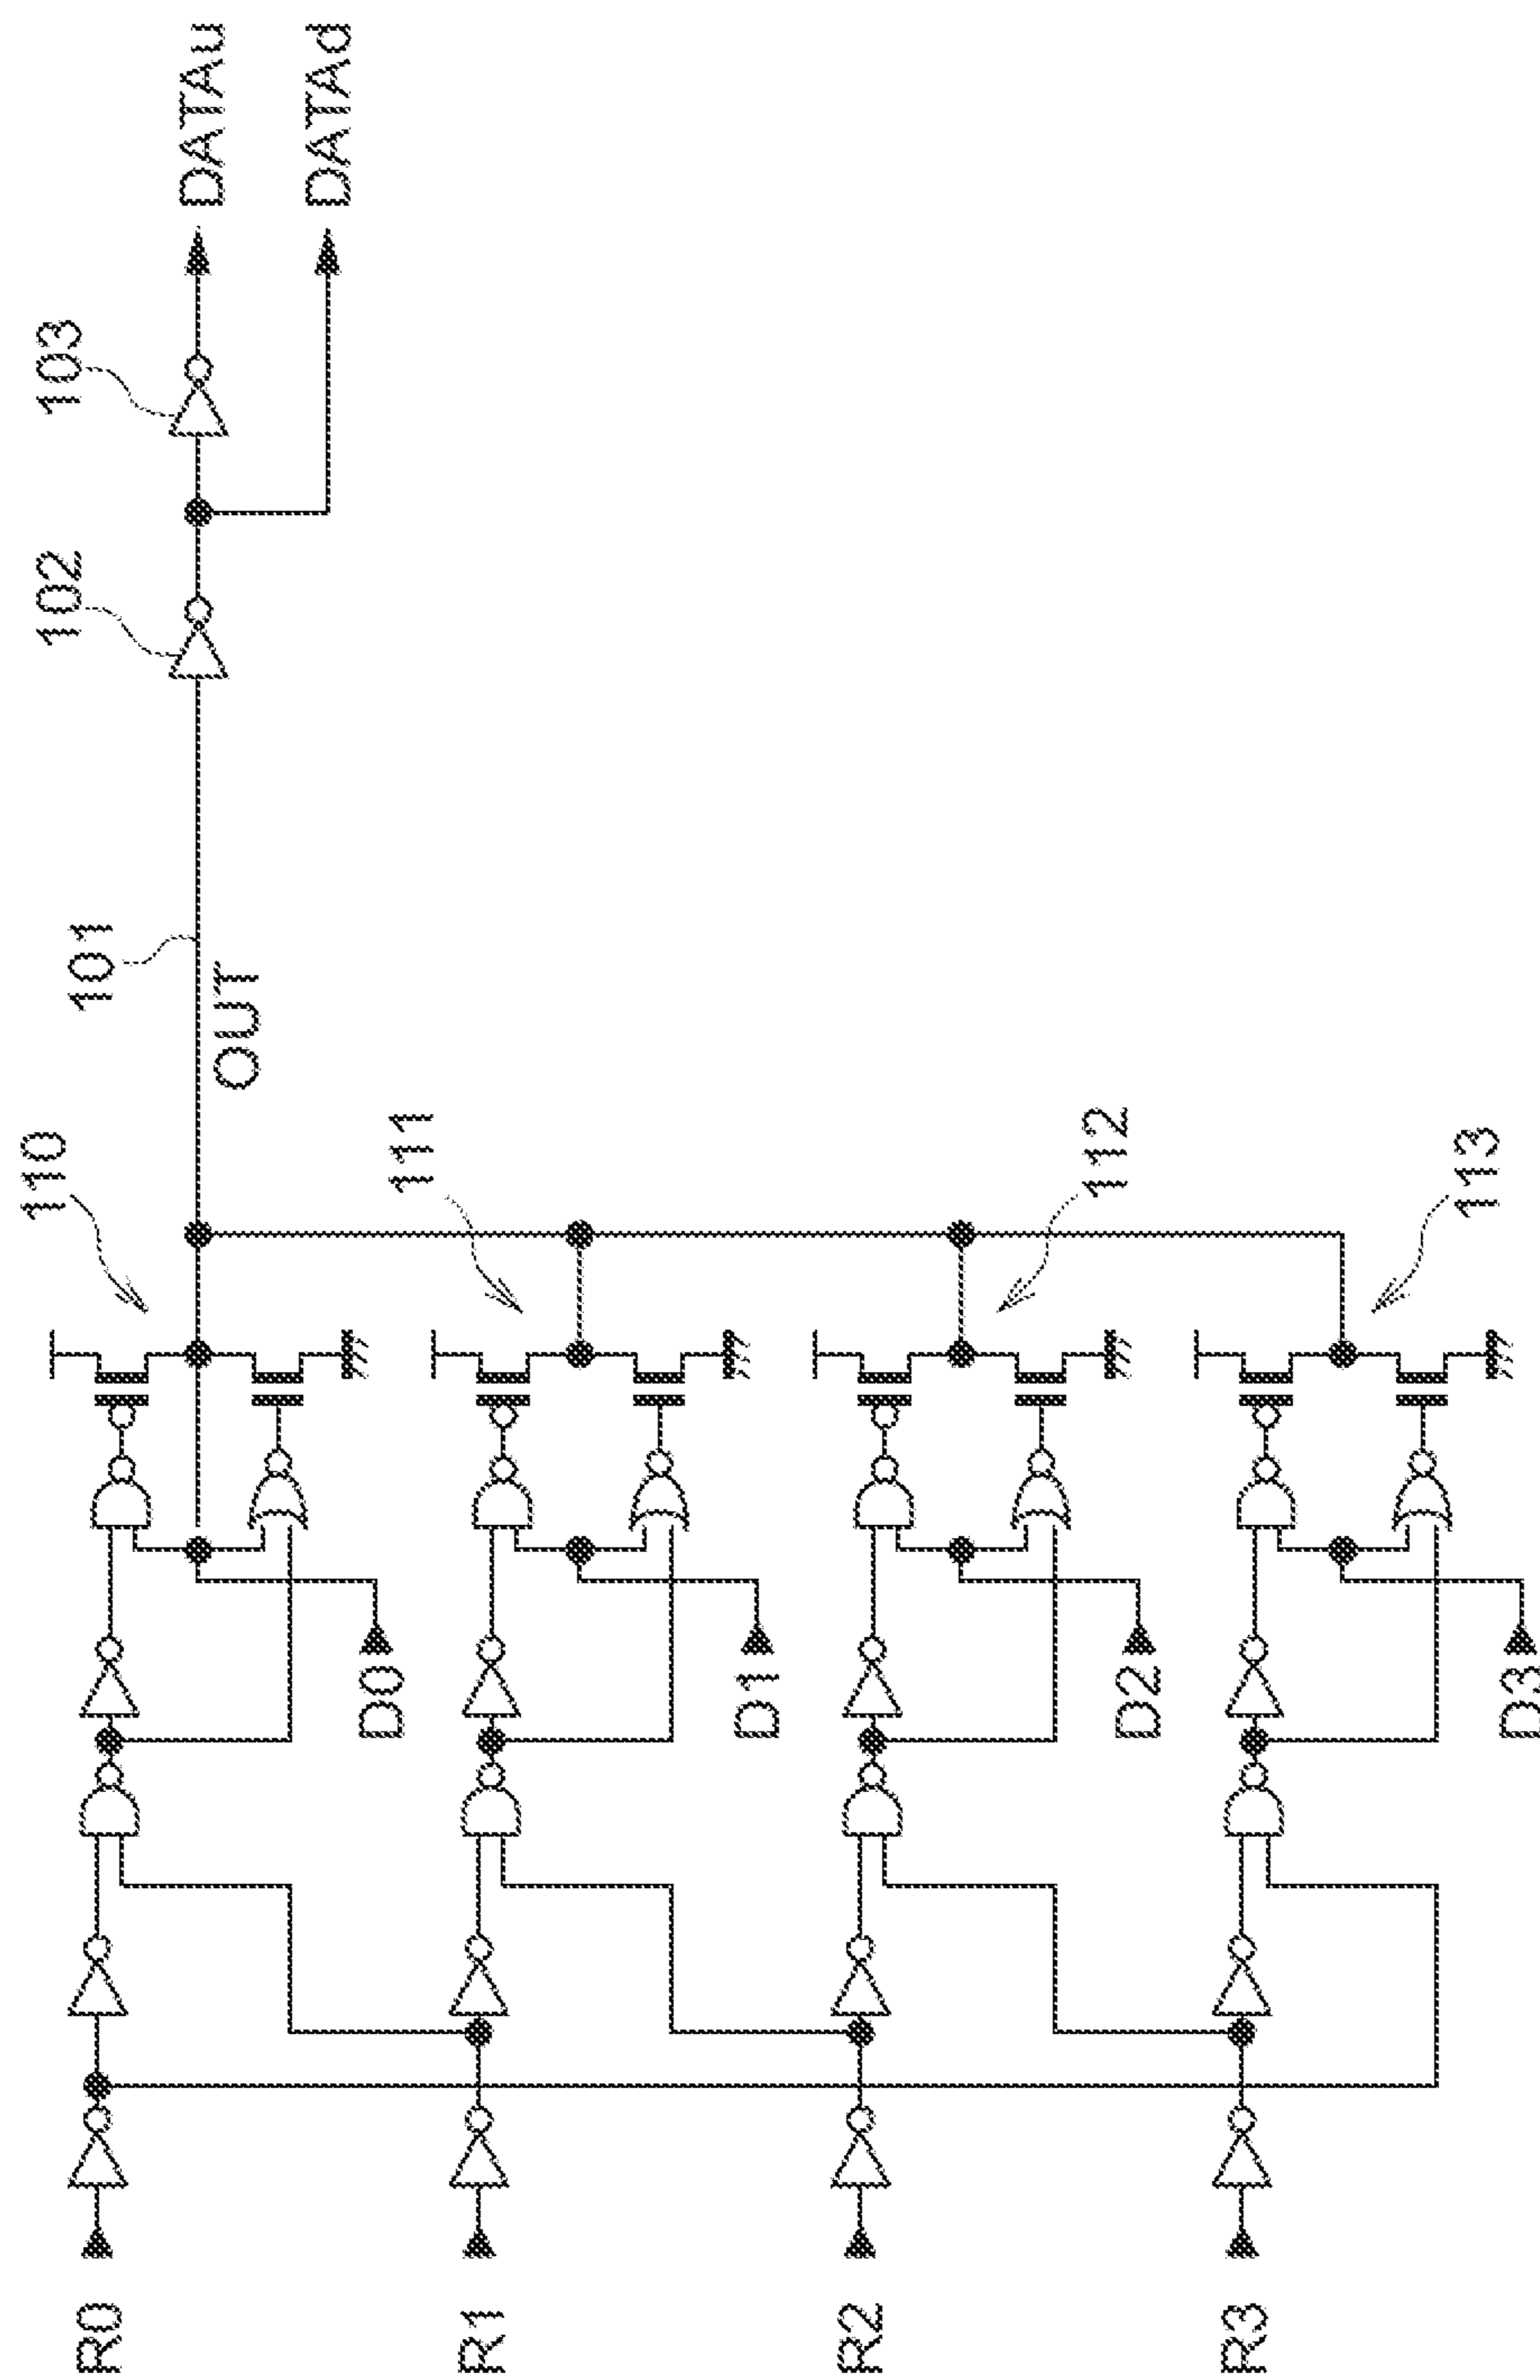 R0
R1
R2
R3
D0
D1
D2
D3
110
111
112
113
101
OUT
102
103
DATAu
DATAd